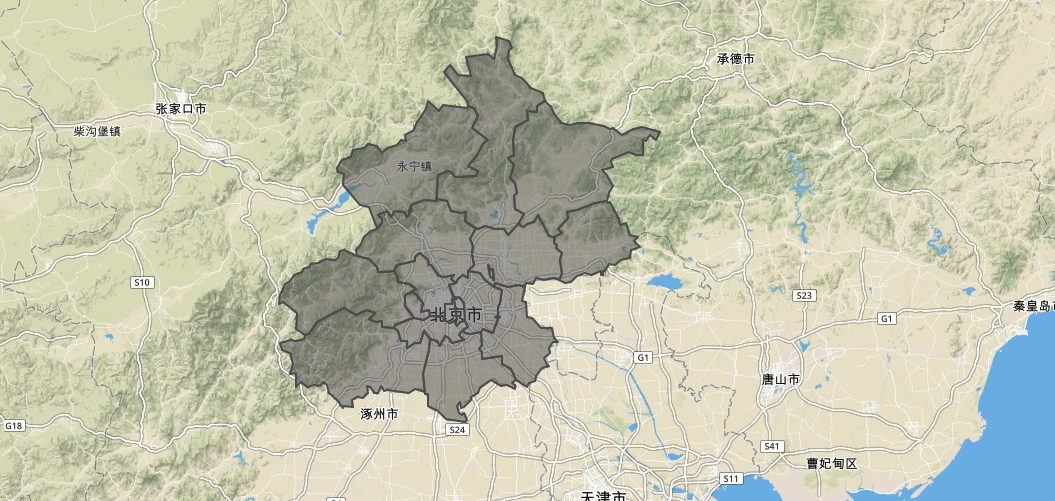 承德市
张家口市
柴沟堡镇
永宁镇
S10
S23
秦皇岛市
北京市
G1
G1
唐山市
涿州市
G18
S24
S41
曹妃甸区
S11
天津市